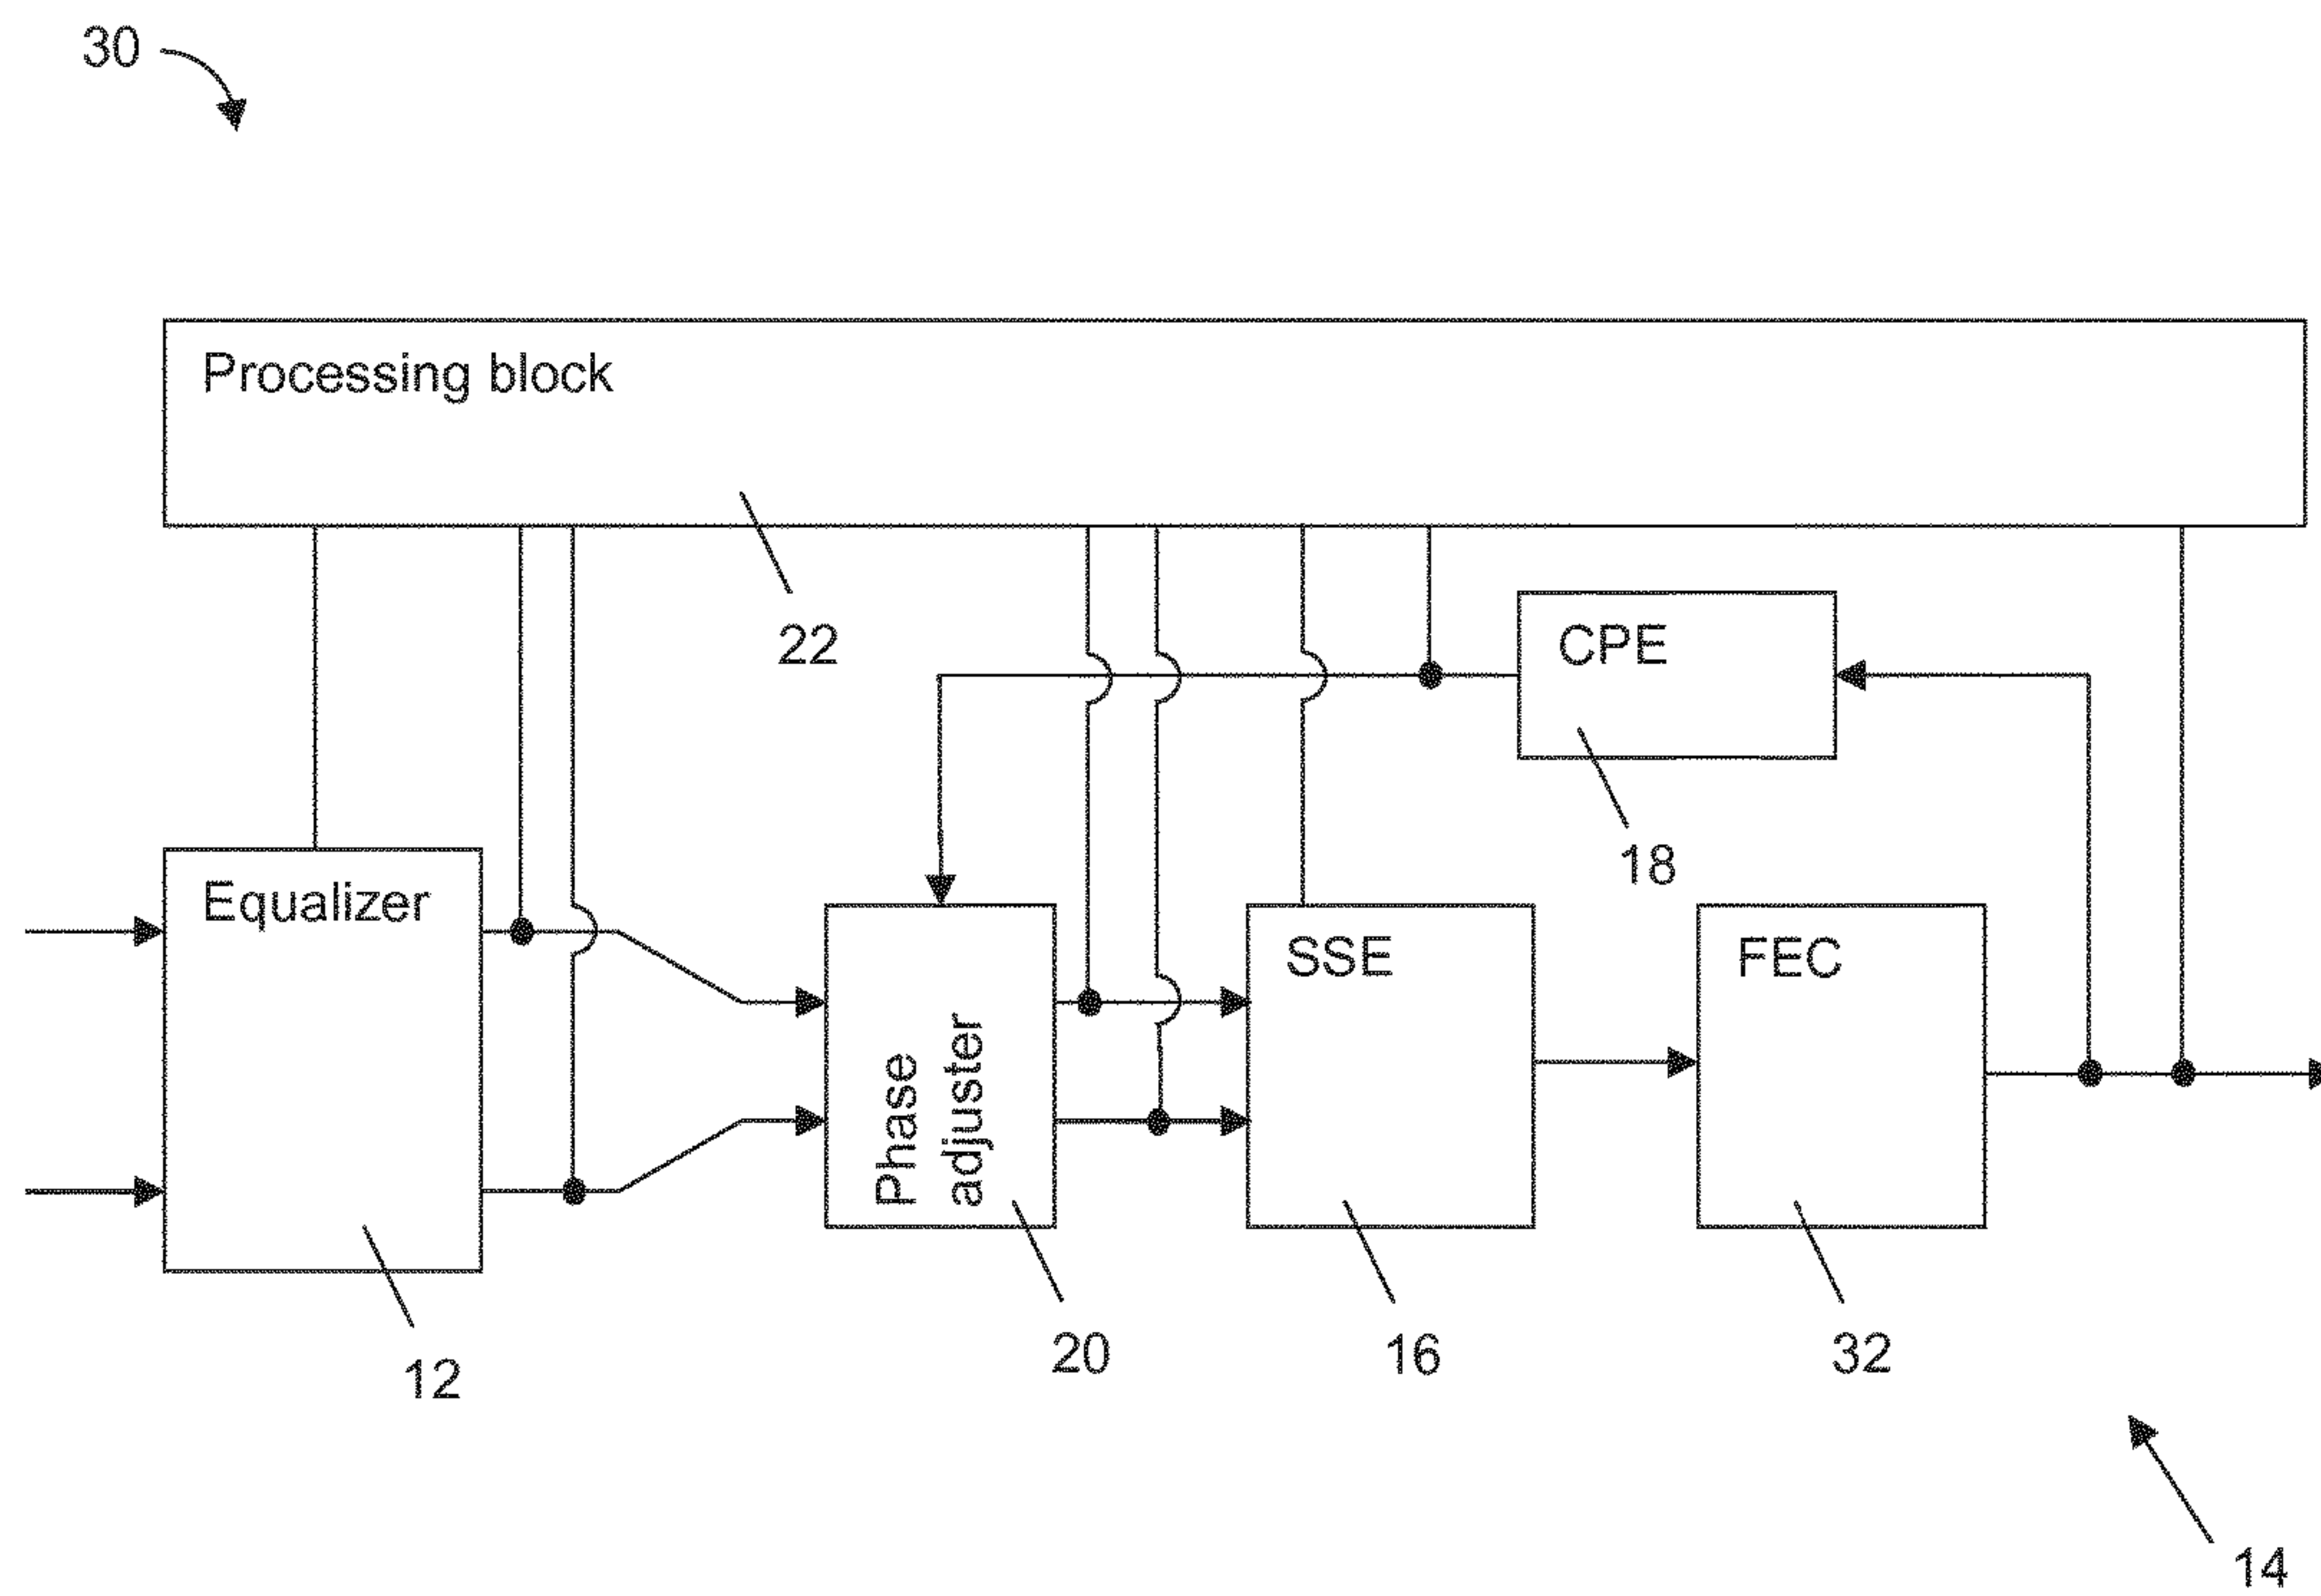 30
Processing block
22
CPE
18
Equalizer
12
Phase
adjuster
20
SSE
16
FEC
32
14